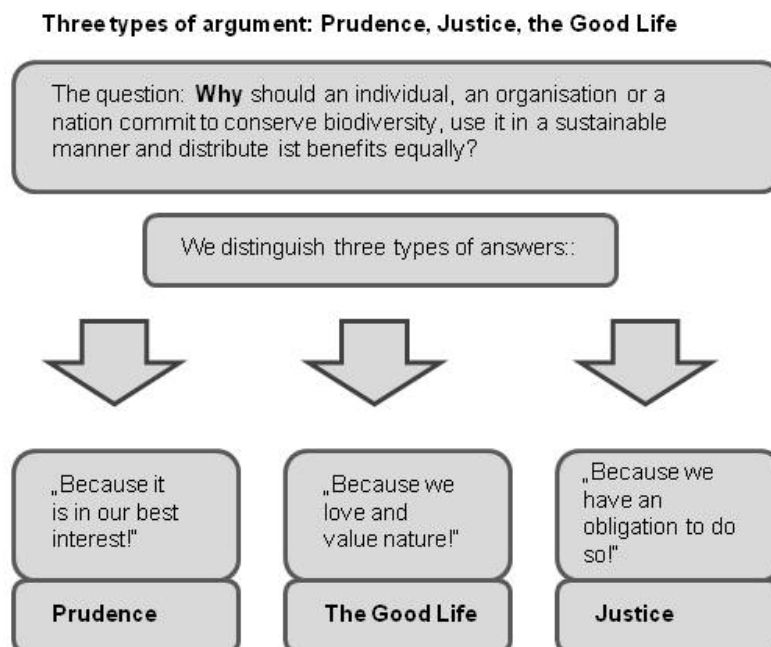 Three types of argument: Prudence, Justice, the Good Life
The question: Why should an individual, an organisation or a
nation commit to conserve biodiversity, use it in a sustainable
manner and distribute ist benefits equally?
We distinguish three types of answers::
„Because it
is in our best
interest!"
Prudence
„Because we
love and
value nature!"
The Good Life
„Because we
have an
obligation to do
so!"
Justice